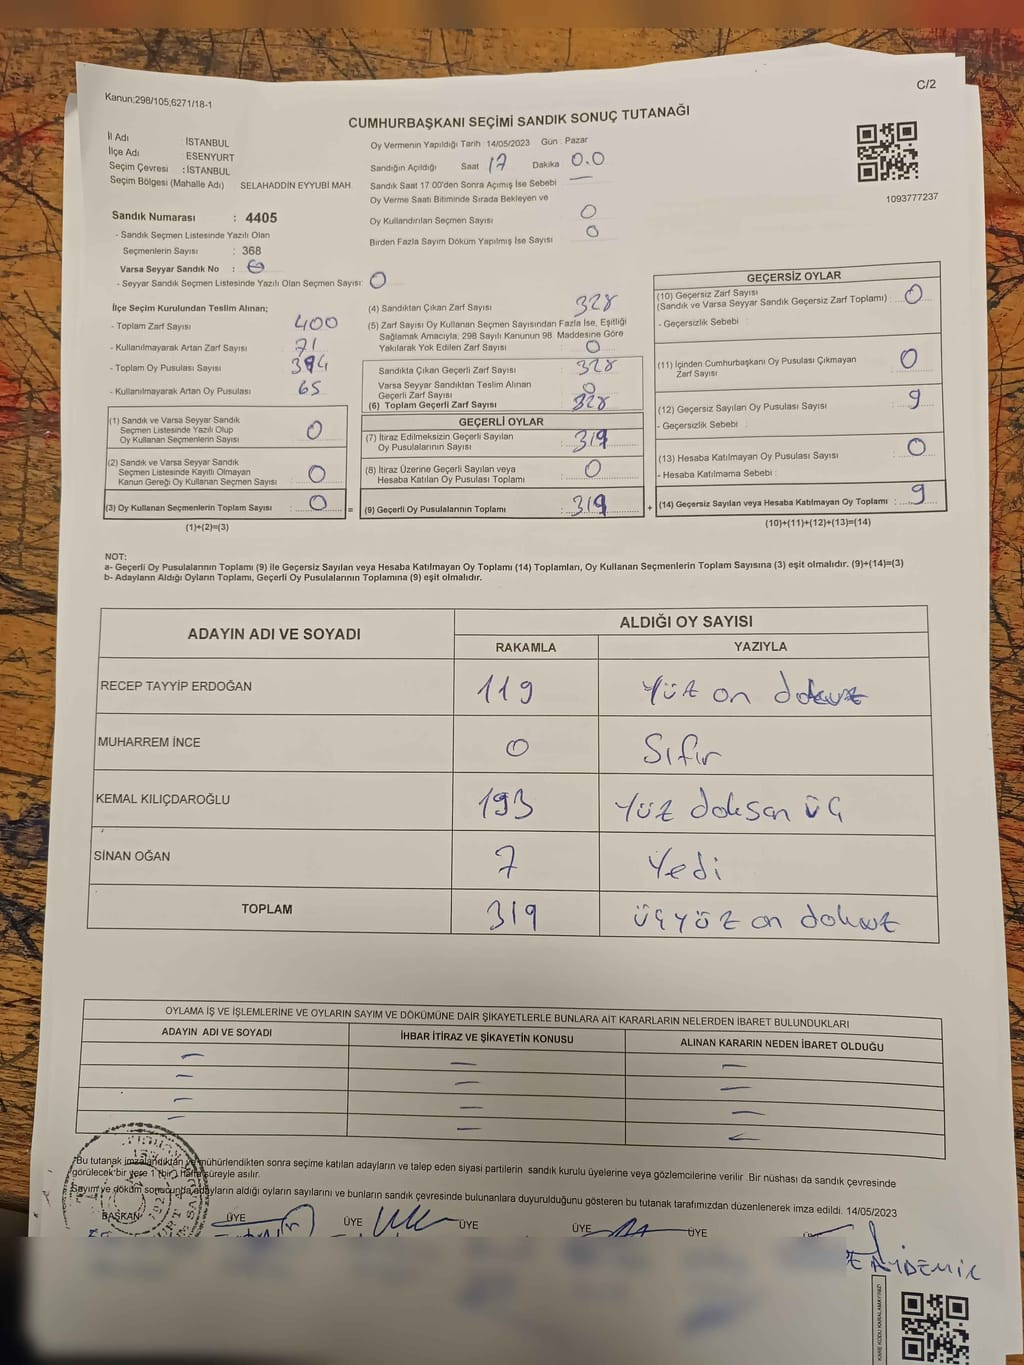 Kanun;298/105,6271/18-1
C/2
CUMHURBAŞKANI SEÇİMİ SANDIK SONUÇ TUTANAĞI
İl Adı : İSTANBUL
İlçe Adı : ESENYURT
Seçim Çevresi : İSTANBUL
Seçim Bölgesi (Mahalle Adı) SELAHADDİN EYYUBİ MAH.
Oy Vermenin Yapıldığı Tarih : 14/05/2023 Gün : Pazar
Sandığın Açıldığı Saat 17 Dakika 0.0
Sandık Saat 17:00'den Sonra Açımış İse Sebebi —
Oy Verme Saati Bitiminde Sırada Bekleyen ve
Oy Kullandırılan Seçmen Sayısı 0
Birden Fazla Sayım Döküm Yapılmış İse Sayısı 0
1093777237
Sandık Numarası : 4405
- Sandık Seçmen Listesinde Yazılı Olan
Seçmenlerin Sayısı : 368
Varsa Seyyar Sandık No : 0
- Seyyar Sandık Seçmen Listesinde Yazılı Olan Seçmen Sayısı: 0
İlçe Seçim Kurulundan Teslim Alınan;
- Toplam Zarf Sayısı 400
- Kullanılmayarak Artan Zarf Sayısı 71
- Toplam Oy Pusulası Sayısı 394
- Kullanılmayarak Artan Oy Pusulası 65
(1) Sandık ve Varsa Seyyar Sandık
Seçmen Listesinde Yazılı Olup
Oy Kullanan Seçmenlerin Sayısı : 0
(2) Sandık ve Varsa Seyyar Sandık
Seçmen Listesinde Kayıtlı Olmayan
Kanun Gereği Oy Kullanan Seçmen Sayısı : 0
(3) Oy Kullanan Seçmenlerin Toplam Sayısı : 0 =
(1)+(2)=(3)
(4) Sandıktan Çıkan Zarf Sayısı 328
(5) Zarf Sayısı Oy Kullanan Seçmen Sayısından Fazla İse, Eşitliği
Sağlamak Amacıyla; 298 Sayılı Kanunun 98. Maddesine Göre
Yakılarak Yok Edilen Zarf Sayısı 0
Sandıkta Çıkan Geçerli Zarf Sayısı : 328
Varsa Seyyar Sandıktan Teslim Alınan
Geçerli Zarf Sayısı : 0
(6) Toplam Geçerli Zarf Sayısı : 328
GEÇERLİ OYLAR
(7) İtiraz Edilmeksizin Geçerli Sayılan
Oy Pusulalarının Sayısı : 319
(8) İtiraz Üzerine Geçerli Sayılan veya
Hesaba Katılan Oy Pusulası Toplamı : 0
(9) Geçerli Oy Pusulalarının Toplamı : 319 +
GEÇERSİZ OYLAR
(10) Geçersiz Zarf Sayısı
(Sandık ve Varsa Seyyar Sandık Geçersiz Zarf Toplamı) : 0
- Geçersizlik Sebebi :
(11) İçinden Cumhurbaşkanı Oy Pusulası Çıkmayan
Zarf Sayısı : 0
(12) Geçersiz Sayılan Oy Pusulası Sayısı : 9
- Geçersizlik Sebebi :
(13) Hesaba Katılmayan Oy Pusulası Sayısı : 0
- Hesaba Katılmama Sebebi :
(14) Geçersiz Sayılan veya Hesaba Katılmayan Oy Toplamı : 9
(10)+(11)+(12)+(13)=(14)
NOT:
a- Geçerli Oy Pusulalarının Toplamı (9) ile Geçersiz Sayılan veya Hesaba Katılmayan Oy Toplamı (14) Toplamları, Oy Kullanan Seçmenlerin Toplam Sayısına (3) eşit olmalıdır. (9)+(14)=(3)
b- Adayların Aldığı Oyların Toplamı, Geçerli Oy Pusulalarının Toplamına (9) eşit olmalıdır.
ADAYIN ADI VE SOYADI ALDIĞI OY SAYISI
RAKAMLA YAZIYLA
RECEP TAYYİP ERDOĞAN 119 Yüz on dokuz
MUHARREM İNCE 0 Sıfır
KEMAL KILIÇDAROĞLU 193 Yüz doksan üç
SİNAN OĞAN 7 Yedi
TOPLAM 319 üçyüz on dokuz
OYLAMA İŞ VE İŞLEMLERİNE VE OYLARIN SAYIM VE DÖKÜMÜNE DAİR ŞİKAYETLERLE BUNLARA AİT KARARLARIN NELERDEN İBARET BULUNDUKLARI
ADAYIN ADI VE SOYADI İHBAR İTİRAZ VE ŞİKAYETİN KONUSU ALINAN KARARIN NEDEN İBARET OLDUĞU
— — —
— — —
— — —
— — —
"Bu tutanak imzalandıktan ve mühürlendikten sonra seçime katılan adayların ve talep eden siyasi partilerin sandık kurulu üyelerine veya gözlemcilerine verilir. Bir nüshası da sandık çevresinde
görülecek bir yere 1 (bir) Hafta süreyle asılır.
Sayım ve döküm sonucunda adayların aldığı oyların sayılarını ve bunların sandık çevresinde bulunanlara duyurulduğunu gösteren bu tutanak tarafımızdan düzenlenerek imza edildi. 14/05/2023
BAŞKAN ÜYE ÜYE ÜYE ÜYE ÜYE